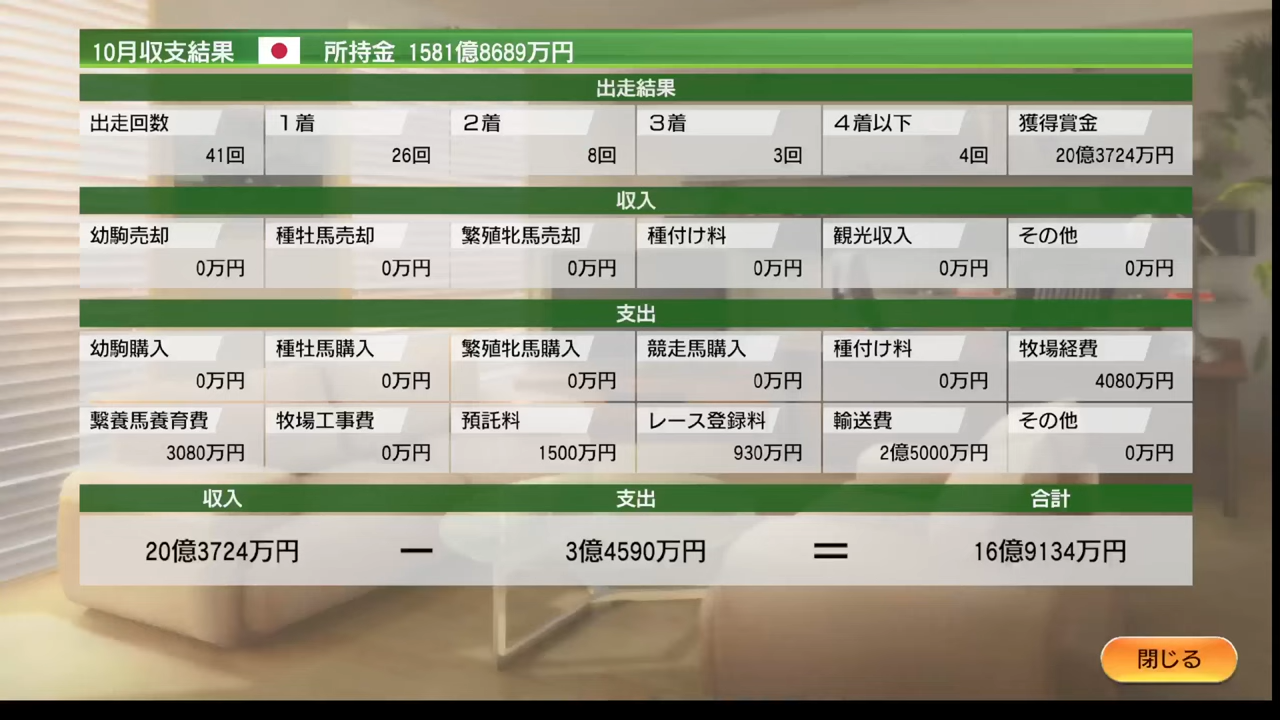 10月収支結果 所持金 1581億8689万円
出走結果
出走回数 1着 2着 3着 4着以下 獲得賞金
41回 26回 8回 3回 4回 20億3724万円
収入
幼駒売却 種牡馬売却 繁殖牝馬売却 種付け料 観光収入 その他
0万円 0万円 0万円 0万円 0万円 0万円
支出
幼駒購入 種牡馬購入 繁殖牝馬購入 競走馬購入 種付け料 牧場経費
0万円 0万円 0万円 0万円 0万円 4080万円
繋養馬養育費 牧場工事費 預託料 レース登録料 輸送費 その他
3080万円 0万円 1500万円 930万円 2億5000万円 0万円
収入 支出 合計
20億3724万円 − 3億4590万円 = 16億9134万円
閉じる